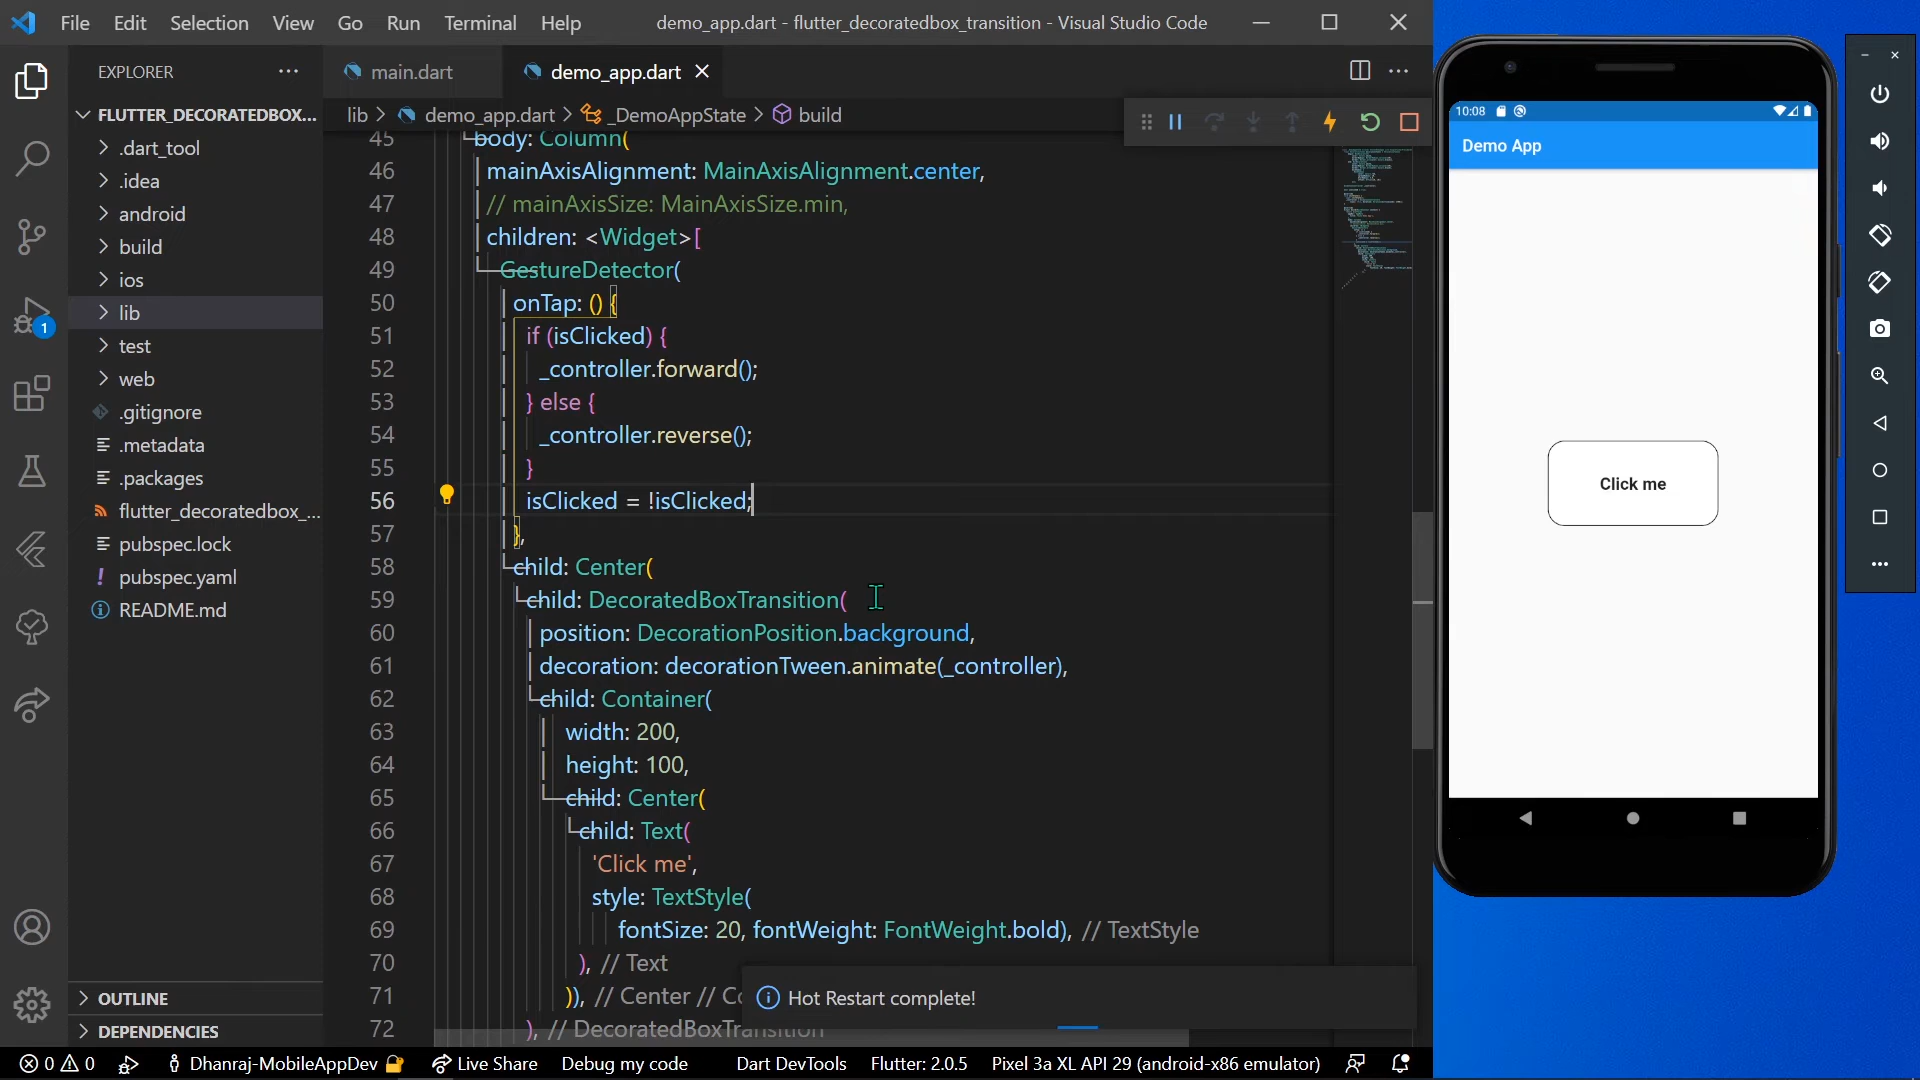 File Edit Selection View Go Run Terminal Help
demo_app.dart - flutter_decoratedbox_transition - Visual Studio Code
EXPLORER
FLUTTER_DECORATEDBOX...
.dart_tool
.idea
android
build
ios
lib
1
test
web
.gitignore
.metadata
.packages
flutter_decoratedbox_...
pubspec.lock
! pubspec.yaml
README.md
OUTLINE
DEPENDENCIES
main.dart
demo_app.dart
lib > demo_app.dart > _DemoAppState > build
45 body: Column(
46 mainAxisAlignment: MainAxisAlignment.center,
47 // mainAxisSize: MainAxisSize.min,
48 children: <Widget>[
49 GestureDetector(
50 onTap: () {
51 if (isClicked) {
52 _controller.forward();
53 } else {
54 _controller.reverse();
55 }
56 isClicked = !isClicked;
57 },
58 child: Center(
59 child: DecoratedBoxTransition(
60 position: DecorationPosition.background,
61 decoration: decorationTween.animate(_controller),
62 child: Container(
63 width: 200,
64 height: 100,
65 child: Center(
66 child: Text(
67 'Click me',
68 style: TextStyle(
69 fontSize: 20, fontWeight: FontWeight.bold), // TextStyle
70 ), // Text
71 )), // Center // Co
72 ), // DecoratedBoxTransition
Hot Restart complete!
0 0 Dhanraj-MobileAppDev Live Share Debug my code Dart DevTools Flutter: 2.0.5 Pixel 3a XL API 29 (android-x86 emulator)
10:08
Demo App
Click me